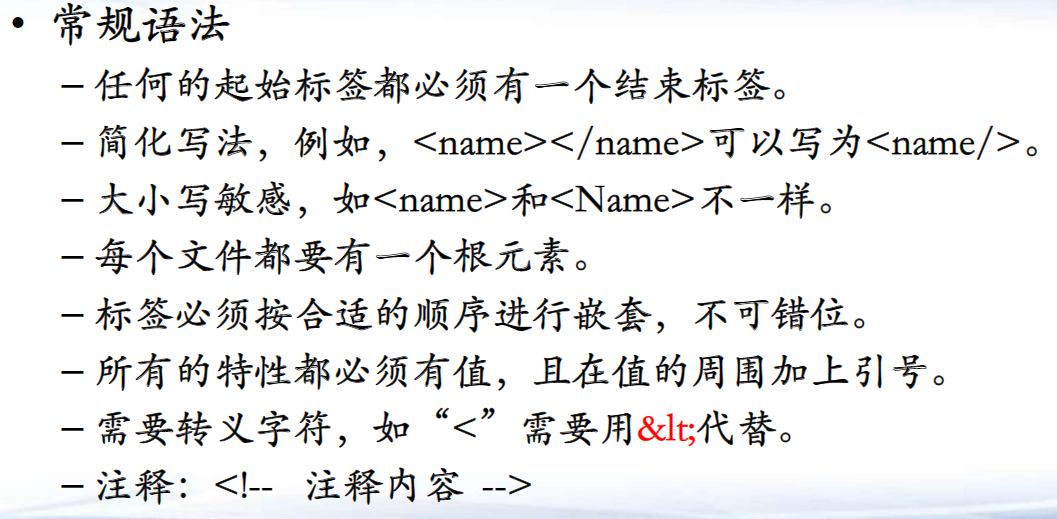 • 常规语法
– 任何的起始标签都必须有一个结束标签。
– 简化写法，例如，<name></name>可以写为<name/>。
– 大小写敏感，如<name>和<Name>不一样。
– 每个文件都要有一个根元素。
– 标签必须按合适的顺序进行嵌套，不可错位。
– 所有的特性都必须有值，且在值的周围加上引号。
– 需要转义字符，如“<”需要用&lt;代替。
– 注释：<!-- 注释内容 -->